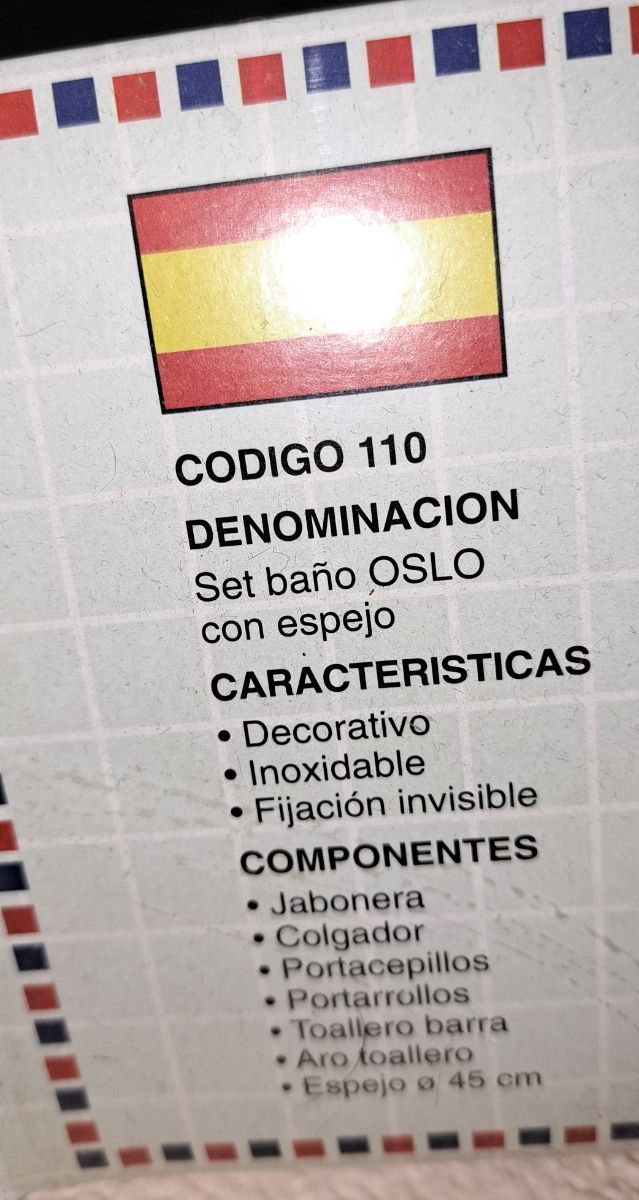 CODIGO 110
DENOMINACION
Set baño OSLO
con espejo
CARACTERISTICAS
• Decorativo
• Inoxidable
• Fijación invisible
COMPONENTES
• Jabonera
• Colgador
• Portacepillos
• Portarrollos
• Toallero barra
• Aro toallero
• Espejo ø 45 cm